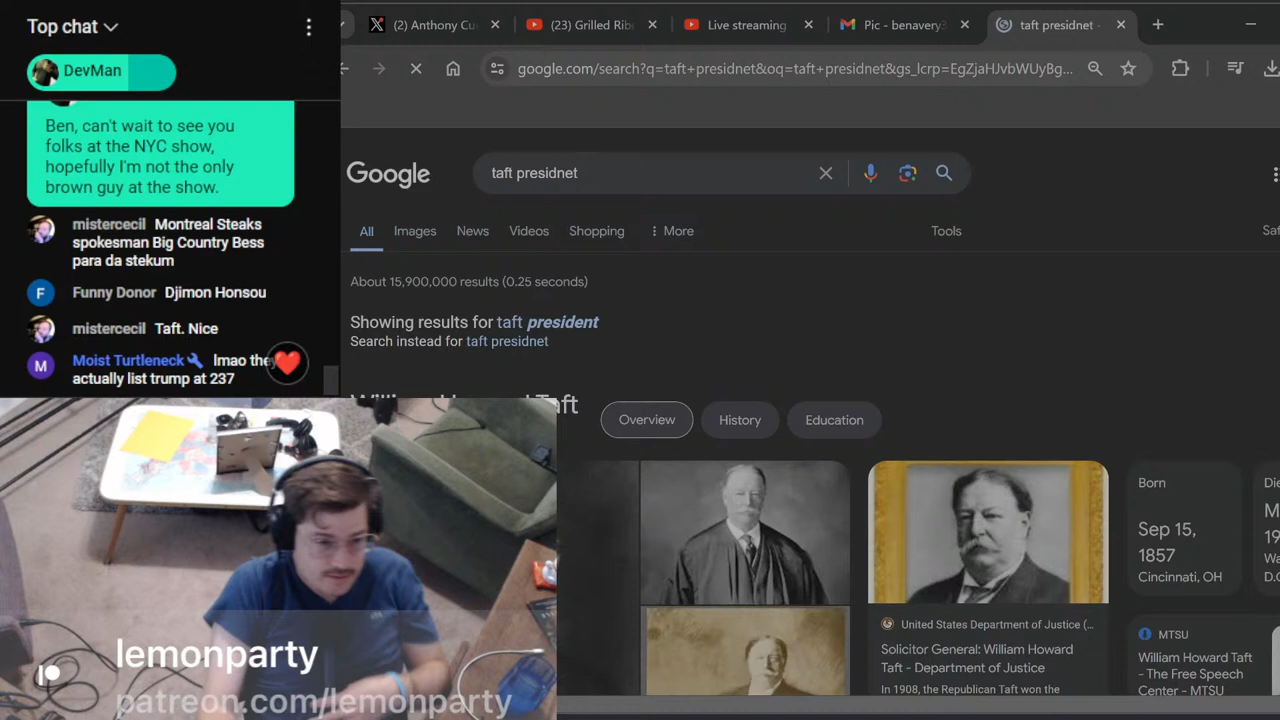 Top chat
DevMan
Ben, can't wait to see you
folks at the NYC show,
hopefully I'm not the only
brown guy at the show.
mistercecil Montreal Steaks
spokesman Big Country Bess
para da stekum
F Funny Donor Djimon Honsou
mistercecil Taft. Nice
M Moist Turtleneck lmao they
actually list trump at 237
(2) Anthony Cu
(23) Grilled Rib
Live streaming
Pic - benavery
taft presidnet -
google.com/search?q=taft+presidnet&oq=taft+presidnet&gs_lcrp=EgZjaHJvbWUyBg...
Google
taft presidnet
All Images News Videos Shopping More Tools
About 15,900,000 results (0.25 seconds)
Showing results for taft president
Search instead for taft presidnet
William Howard Taft
Overview History Education
Born
Sep 15,
1857
Cincinnati, OH
United States Department of Justice (...
Solicitor General: William Howard
Taft - Department of Justice
In 1908, the Republican Taft won the
MTSU
William Howard Taft
- The Free Speech
Center - MTSU
lemonparty
patreon.com/lemonparty